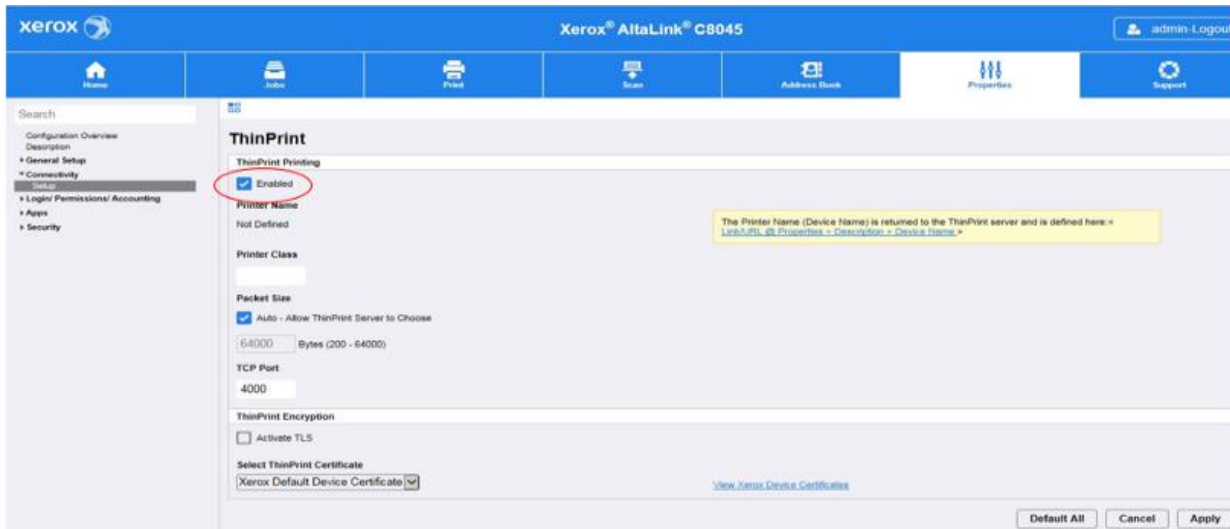 xerox
Xerox® AltaLink® C8045
admin-Logout
Home
Jobs
Print
Scan
Address Book
Properties
Support
Search
Configuration Overview
Description
General Setup
Connectivity
Setup
Login/ Permissions/ Accounting
Apps
Security
ThinPrint
ThinPrint Printing
Enabled
Printer Name
Not Defined
The Printer Name (Device Name) is returned to the ThinPrint server and is defined here:<
Link/URL @ Properties > Description > Device Name >
Printer Class
Packet Size
Auto - Allow ThinPrint Server to Choose
64000 Bytes (200 - 64000)
TCP Port
4000
ThinPrint Encryption
Activate TLS
Select ThinPrint Certificate
Xerox Default Device Certificate
View Xerox Device Certificates
Default All
Cancel
Apply